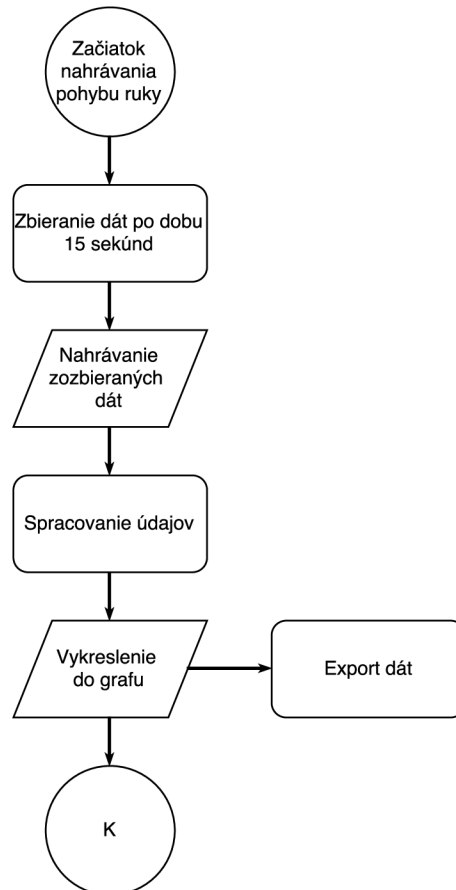 Začiatok
nahrávania
pohybu ruky
Zbieranie dát po dobu
15 sekúnd
Nahrávanie
zozbieraných
dát
Spracovanie údajov
Vykreslenie
do grafu
Export dát
K